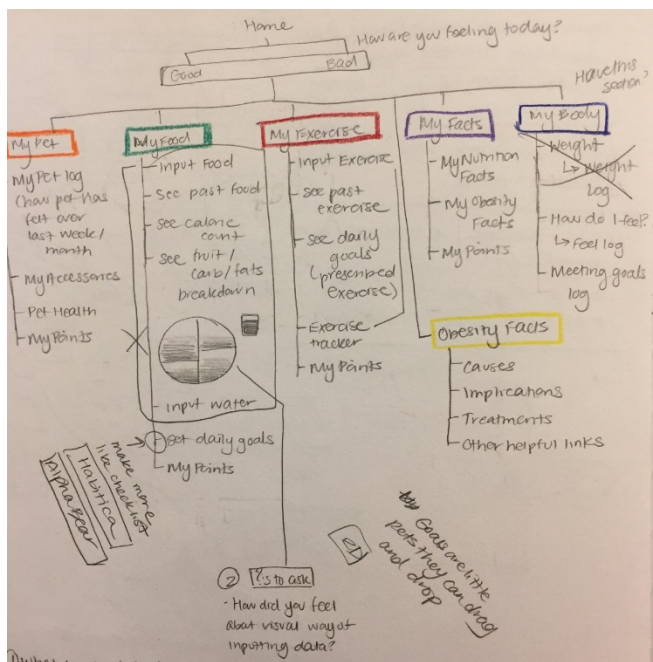 Home
How are you feeling today?
Good Bad
Have this
section?
My Pet
My Pet log
(how pet has
felt over
last week/
month
- My Accessories
- Pet Health
- My Points
My Food
- Input Food
- see past food
- see calorie
count
- see fruit/
carb/fats
breakdown
- input water
- set daily goals
- My Points
My Exercise
- Input Exercise
- see past
exercise
- see daily
goals
(prescribed
exercise)
- Exercise
tracker
- My Points
My Facts
- My Nutrition
Facts
- My Obesity
Facts
- My Points
My Body
- Weight
↳ Weight
Log
- How do I feel?
↳ Feel log
- Meeting goals
log
Obesity Facts
- Causes
- Implications
- Treatments
- Other helpful links
make more
like checklist
Habitica
AlphaBear
Goals are little
pets they can drag
and drop
② ?s to ask
- How did you feel
about visual way of
inputting data?